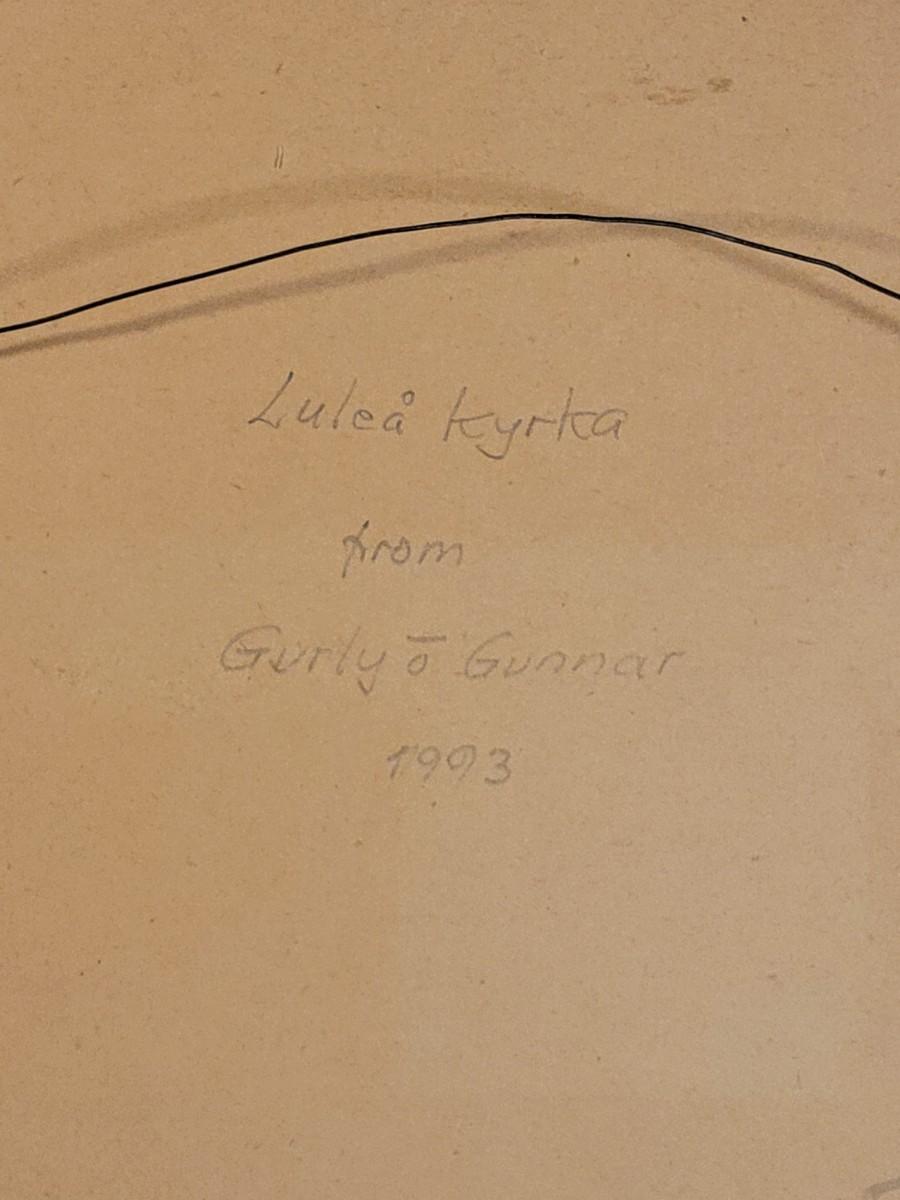 Luleå Kyrka
from
Gurly ō Gunnar
1993